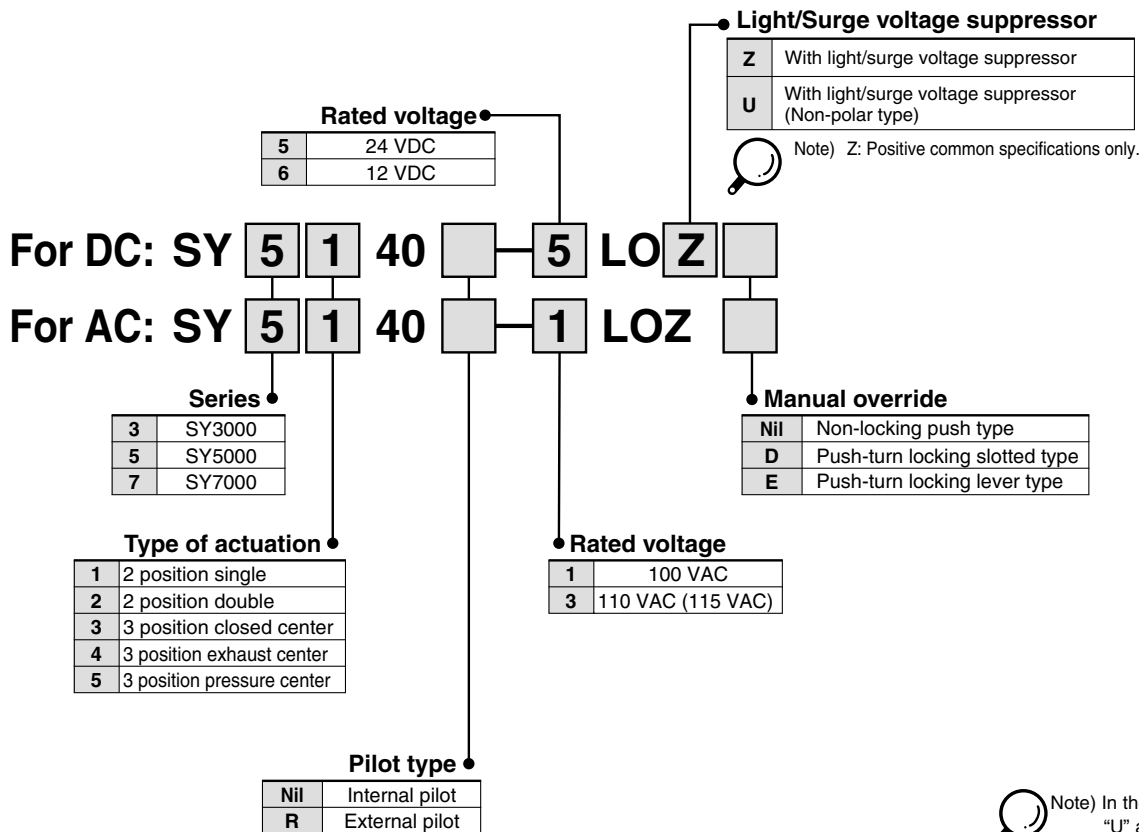 Light/Surge voltage suppressor
Z With light/surge voltage suppressor
U With light/surge voltage suppressor
(Non-polar type)
Note) Z: Positive common specifications only.
Rated voltage
5 24 VDC
6 12 VDC
For DC: SY 5 1 40 — 5 LO Z
For AC: SY 5 1 40 — 1 LOZ
Series
3 SY3000
5 SY5000
7 SY7000
Manual override
Nil Non-locking push type
D Push-turn locking slotted type
E Push-turn locking lever type
Type of actuation
1 2 position single
2 2 position double
3 3 position closed center
4 3 position exhaust center
5 3 position pressure center
Rated voltage
1 100 VAC
3 110 VAC (115 VAC)
Pilot type
Nil Internal pilot
R External pilot
Note) In th
"U" a